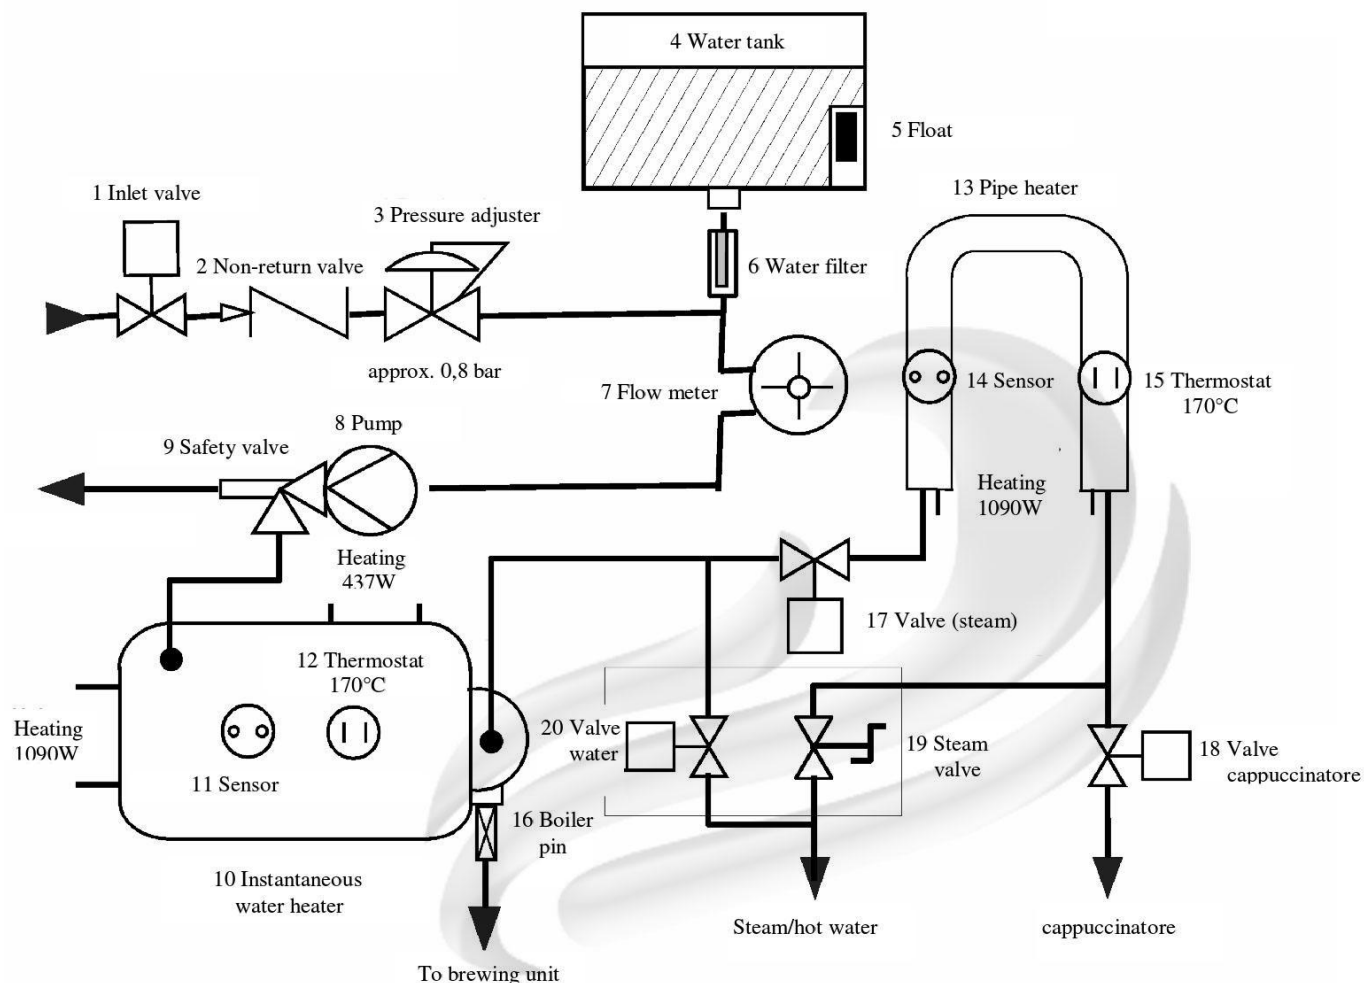 4 Water tank
5 Float
1 Inlet valve
13 Pipe heater
3 Pressure adjuster
2 Non-return valve
6 Water filter
approx. 0,8 bar
7 Flow meter
14 Sensor
15 Thermostat
170°C
8 Pump
9 Safety valve
Heating
1090W
Heating
437W
17 Valve (steam)
12 Thermostat
170°C
Heating
1090W
20 Valve
water
19 Steam
valve
18 Valve
cappuccinatore
11 Sensor
16 Boiler
pin
10 Instantaneous
water heater
Steam/hot water
cappuccinatore
To brewing unit